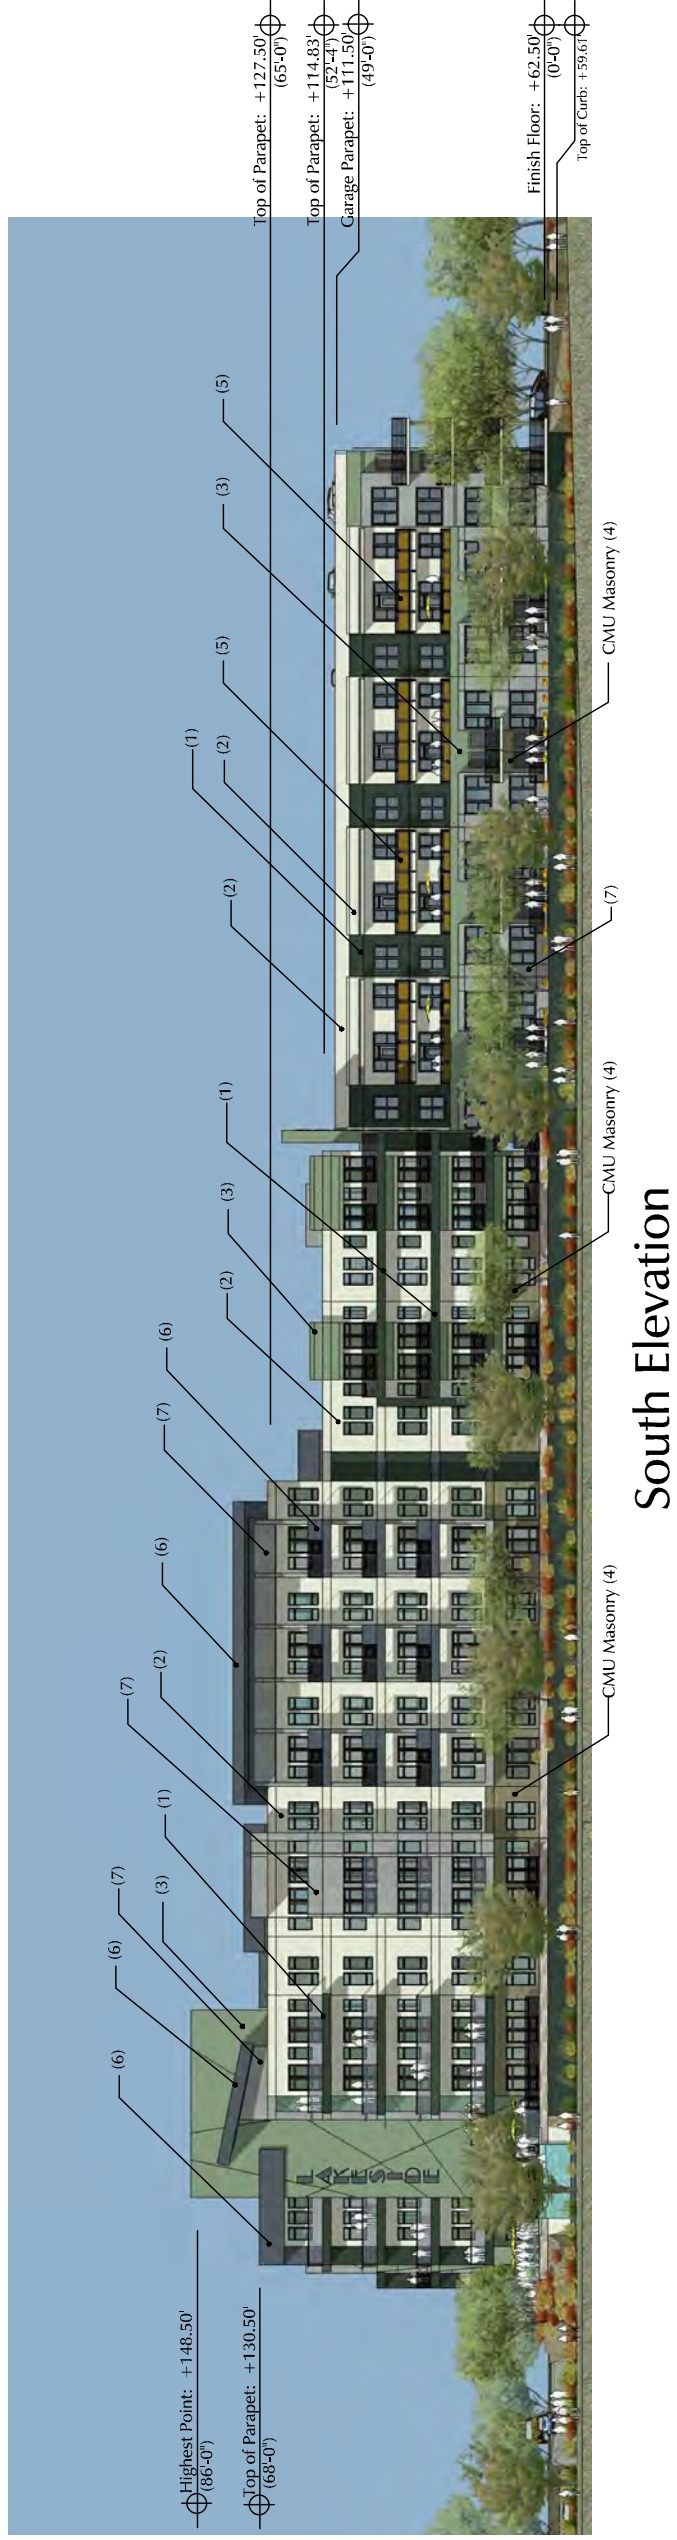 Highest Point: +148.50'
(86'-0")
Top of Parapet: +130.50'
(68'-0")
(6)
(6)
(7)
(3)
(1)
(7)
(2)
(6)
(7)
(6)
(2)
(3)
(1)
(2)
(2)
(1)
(5)
(3)
(5)
Top of Parapet: +127.50'
(65'-0")
Top of Parapet: +114.83'
(52'-4")
Garage Parapet: +111.50'
(49'-0")
Finish Floor: +62.50'
(0'-0")
Top of Curb: +59.61'
LAKESIDE
CMU Masonry (4)
CMU Masonry (4)
(7)
CMU Masonry (4)
South Elevation